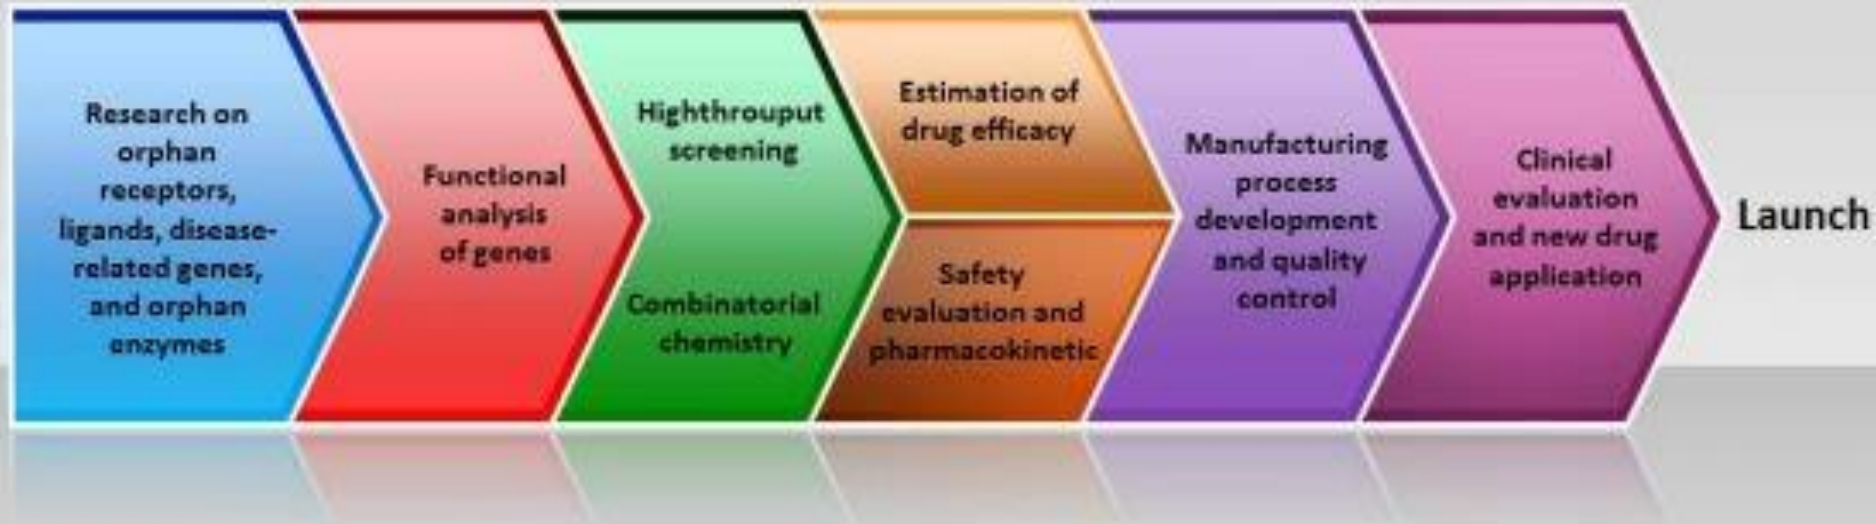 Research on
orphan
receptors,
ligands, disease-
related genes,
and orphan
enzymes
Functional
analysis
of genes
Highthrouput
screening
Combinatorial
chemistry
Estimation of
drug efficacy
Safety
evaluation and
pharmacokinetic
Manufacturing
process
development
and quality
control
Clinical
evaluation
and new drug
application
Launch